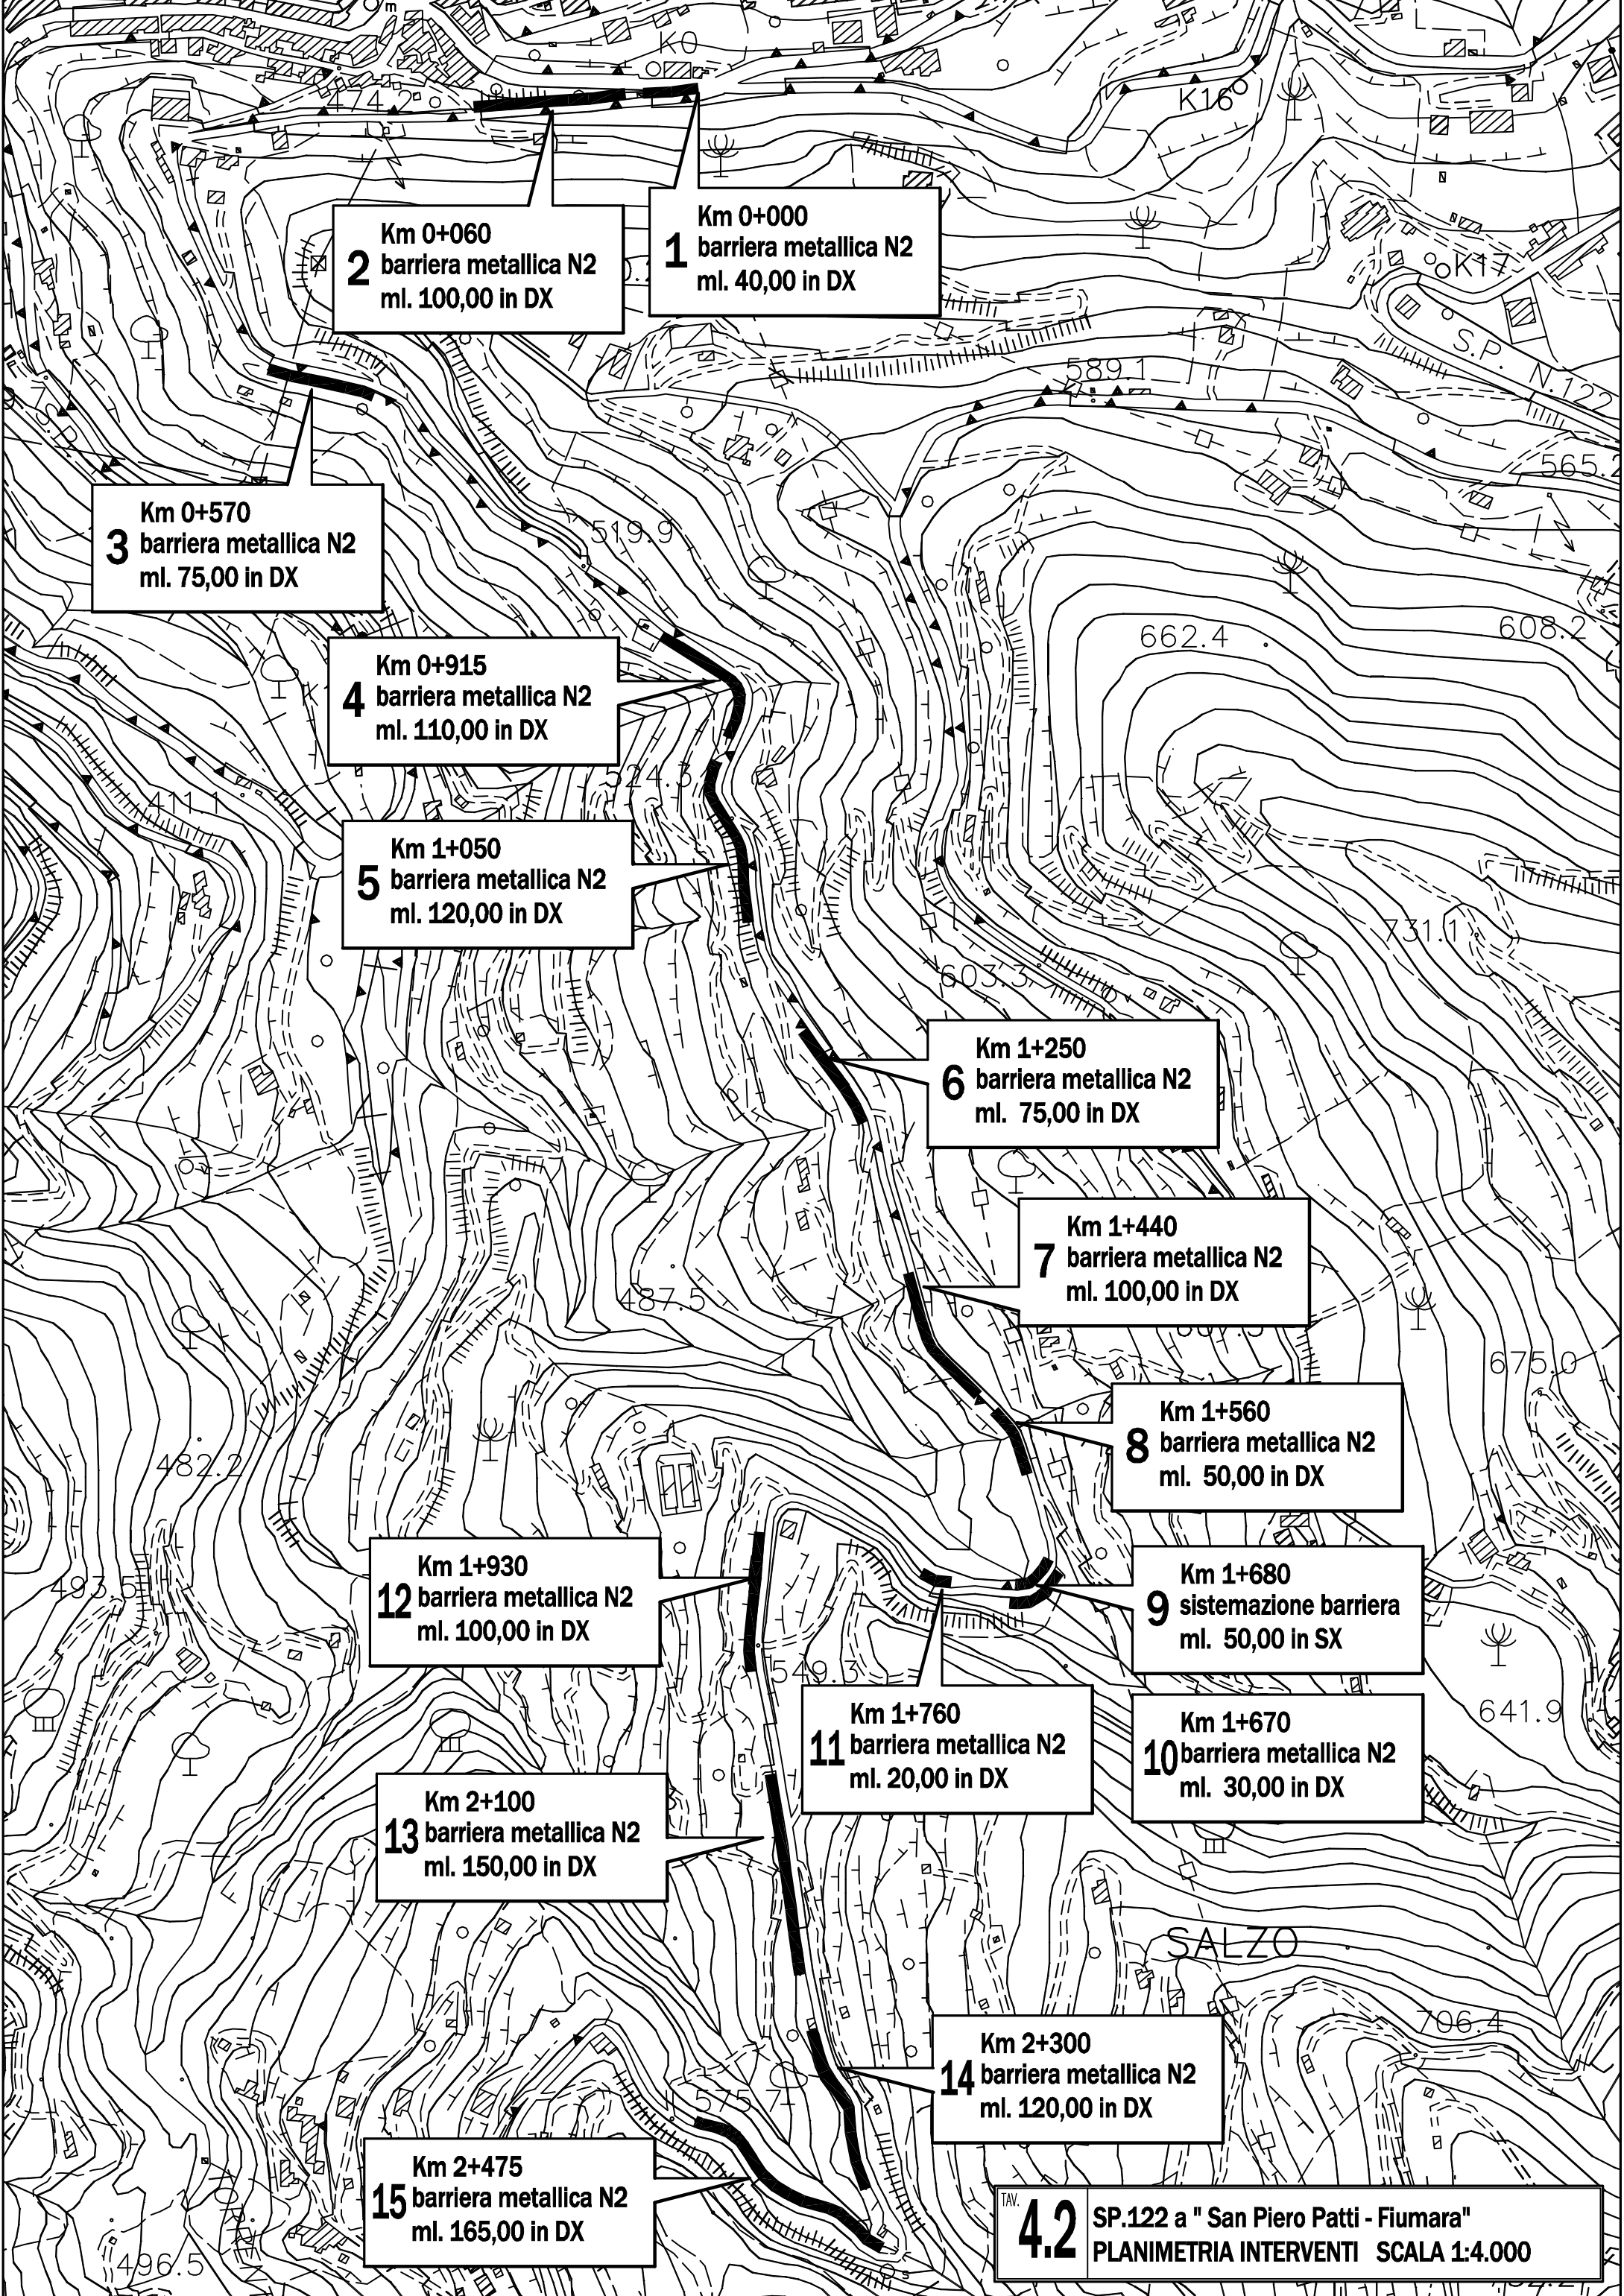 m
K0
K16
474.2
1
Km 0+000
barriera metallica N2
ml. 40,00 in DX
2
Km 0+060
barriera metallica N2
ml. 100,00 in DX
K17
S.P. N.122
589.1
3
Km 0+570
barriera metallica N2
ml. 75,00 in DX
519.9
662.4
608.2
4
Km 0+915
barriera metallica N2
ml. 110,00 in DX
524.3
411.1
5
Km 1+050
barriera metallica N2
ml. 120,00 in DX
731.1
603.3
6
Km 1+250
barriera metallica N2
ml. 75,00 in DX
7
Km 1+440
barriera metallica N2
ml. 100,00 in DX
487.5
675.0
8
Km 1+560
barriera metallica N2
ml. 50,00 in DX
482.2
493.5
9
Km 1+680
sistemazione barriera
ml. 50,00 in SX
12
Km 1+930
barriera metallica N2
ml. 100,00 in DX
549.3
641.9
11
Km 1+760
barriera metallica N2
ml. 20,00 in DX
10
Km 1+670
barriera metallica N2
ml. 30,00 in DX
13
Km 2+100
barriera metallica N2
ml. 150,00 in DX
SALZO
706.4
14
Km 2+300
barriera metallica N2
ml. 120,00 in DX
575.7
15
Km 2+475
barriera metallica N2
ml. 165,00 in DX
496.5
TAV.
4.2
SP.122 a " San Piero Patti - Fiumara"
PLANIMETRIA INTERVENTI SCALA 1:4.000